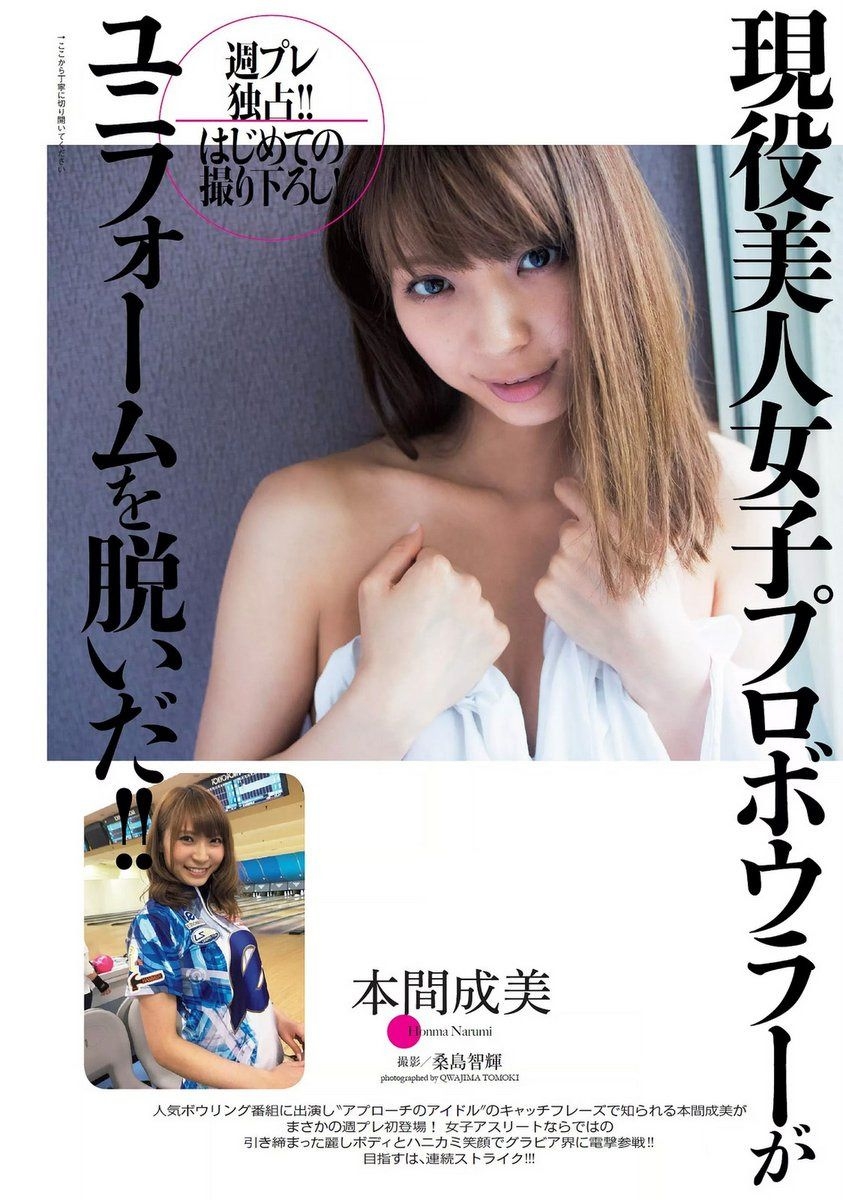 現役美人女子プロボウラーが
ユニフォームを脱いだ!!
週プレ
独占!!
はじめての
撮り下ろし!
↑ここから丁寧に切り開いてください
本間成美
Honma Narumi
撮影／桑島智輝
photographed by QWAJIMA TOMOKI
人気ボウリング番組に出演し〝アプローチのアイドル〟のキャッチフレーズで知られる本間成美が
まさかの週プレ初登場！ 女子アスリートならではの
引き締まった麗しボディとハニカミ笑顔でグラビア界に電撃参戦!!
目指すは、連続ストライク!!!